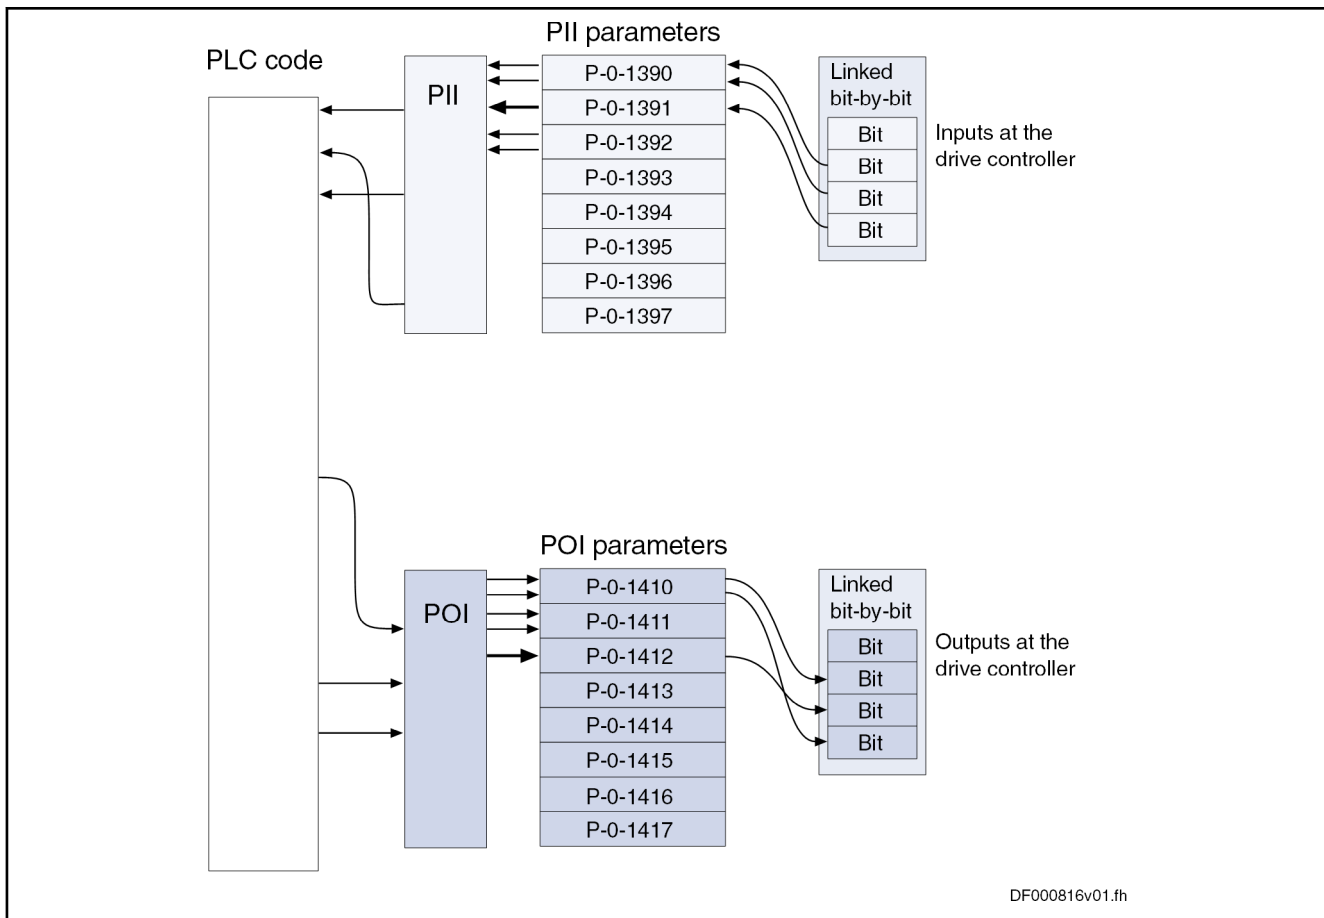 PII parameters
PLC code
PII
P-0-1390
P-0-1391
P-0-1392
P-0-1393
P-0-1394
P-0-1395
P-0-1396
P-0-1397
Linked
bit-by-bit
Bit
Bit
Bit
Bit
Inputs at the
drive controller
POI parameters
POI
P-0-1410
P-0-1411
P-0-1412
P-0-1413
P-0-1414
P-0-1415
P-0-1416
P-0-1417
Linked
bit-by-bit
Bit
Bit
Bit
Bit
Outputs at the
drive controller
DF000816v01.fh